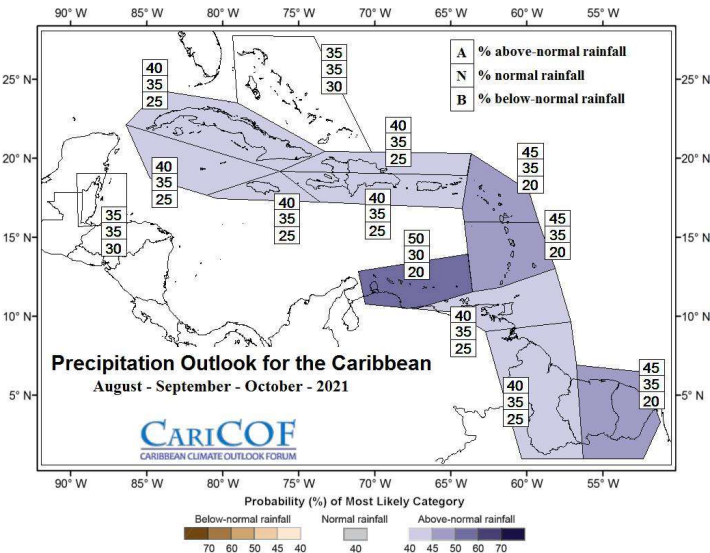 90° W 85° W 80° W 75° W 70° W 65° W 60° W 55° W
25° N
20° N
15° N
10° N
5° N
A % above-normal rainfall
N % normal rainfall
B % below-normal rainfall
35
35
30
40
35
25
40
35
25
45
35
20
40
35
25
40
35
25
40
35
25
35
35
30
45
35
20
50
30
20
40
35
25
45
35
20
40
35
25
25° N
20° N
15° N
10° N
5° N
Precipitation Outlook for the Caribbean
August - September - October - 2021
CARICOF
CARIBBEAN CLIMATE OUTLOOK FORUM
90° W 85° W 80° W 75° W 70° W 65° W 60° W 55° W
Probability (%) of Most Likely Category
Below-normal rainfall Normal rainfall Above-normal rainfall
70 60 50 45 40 40 40 45 50 60 70